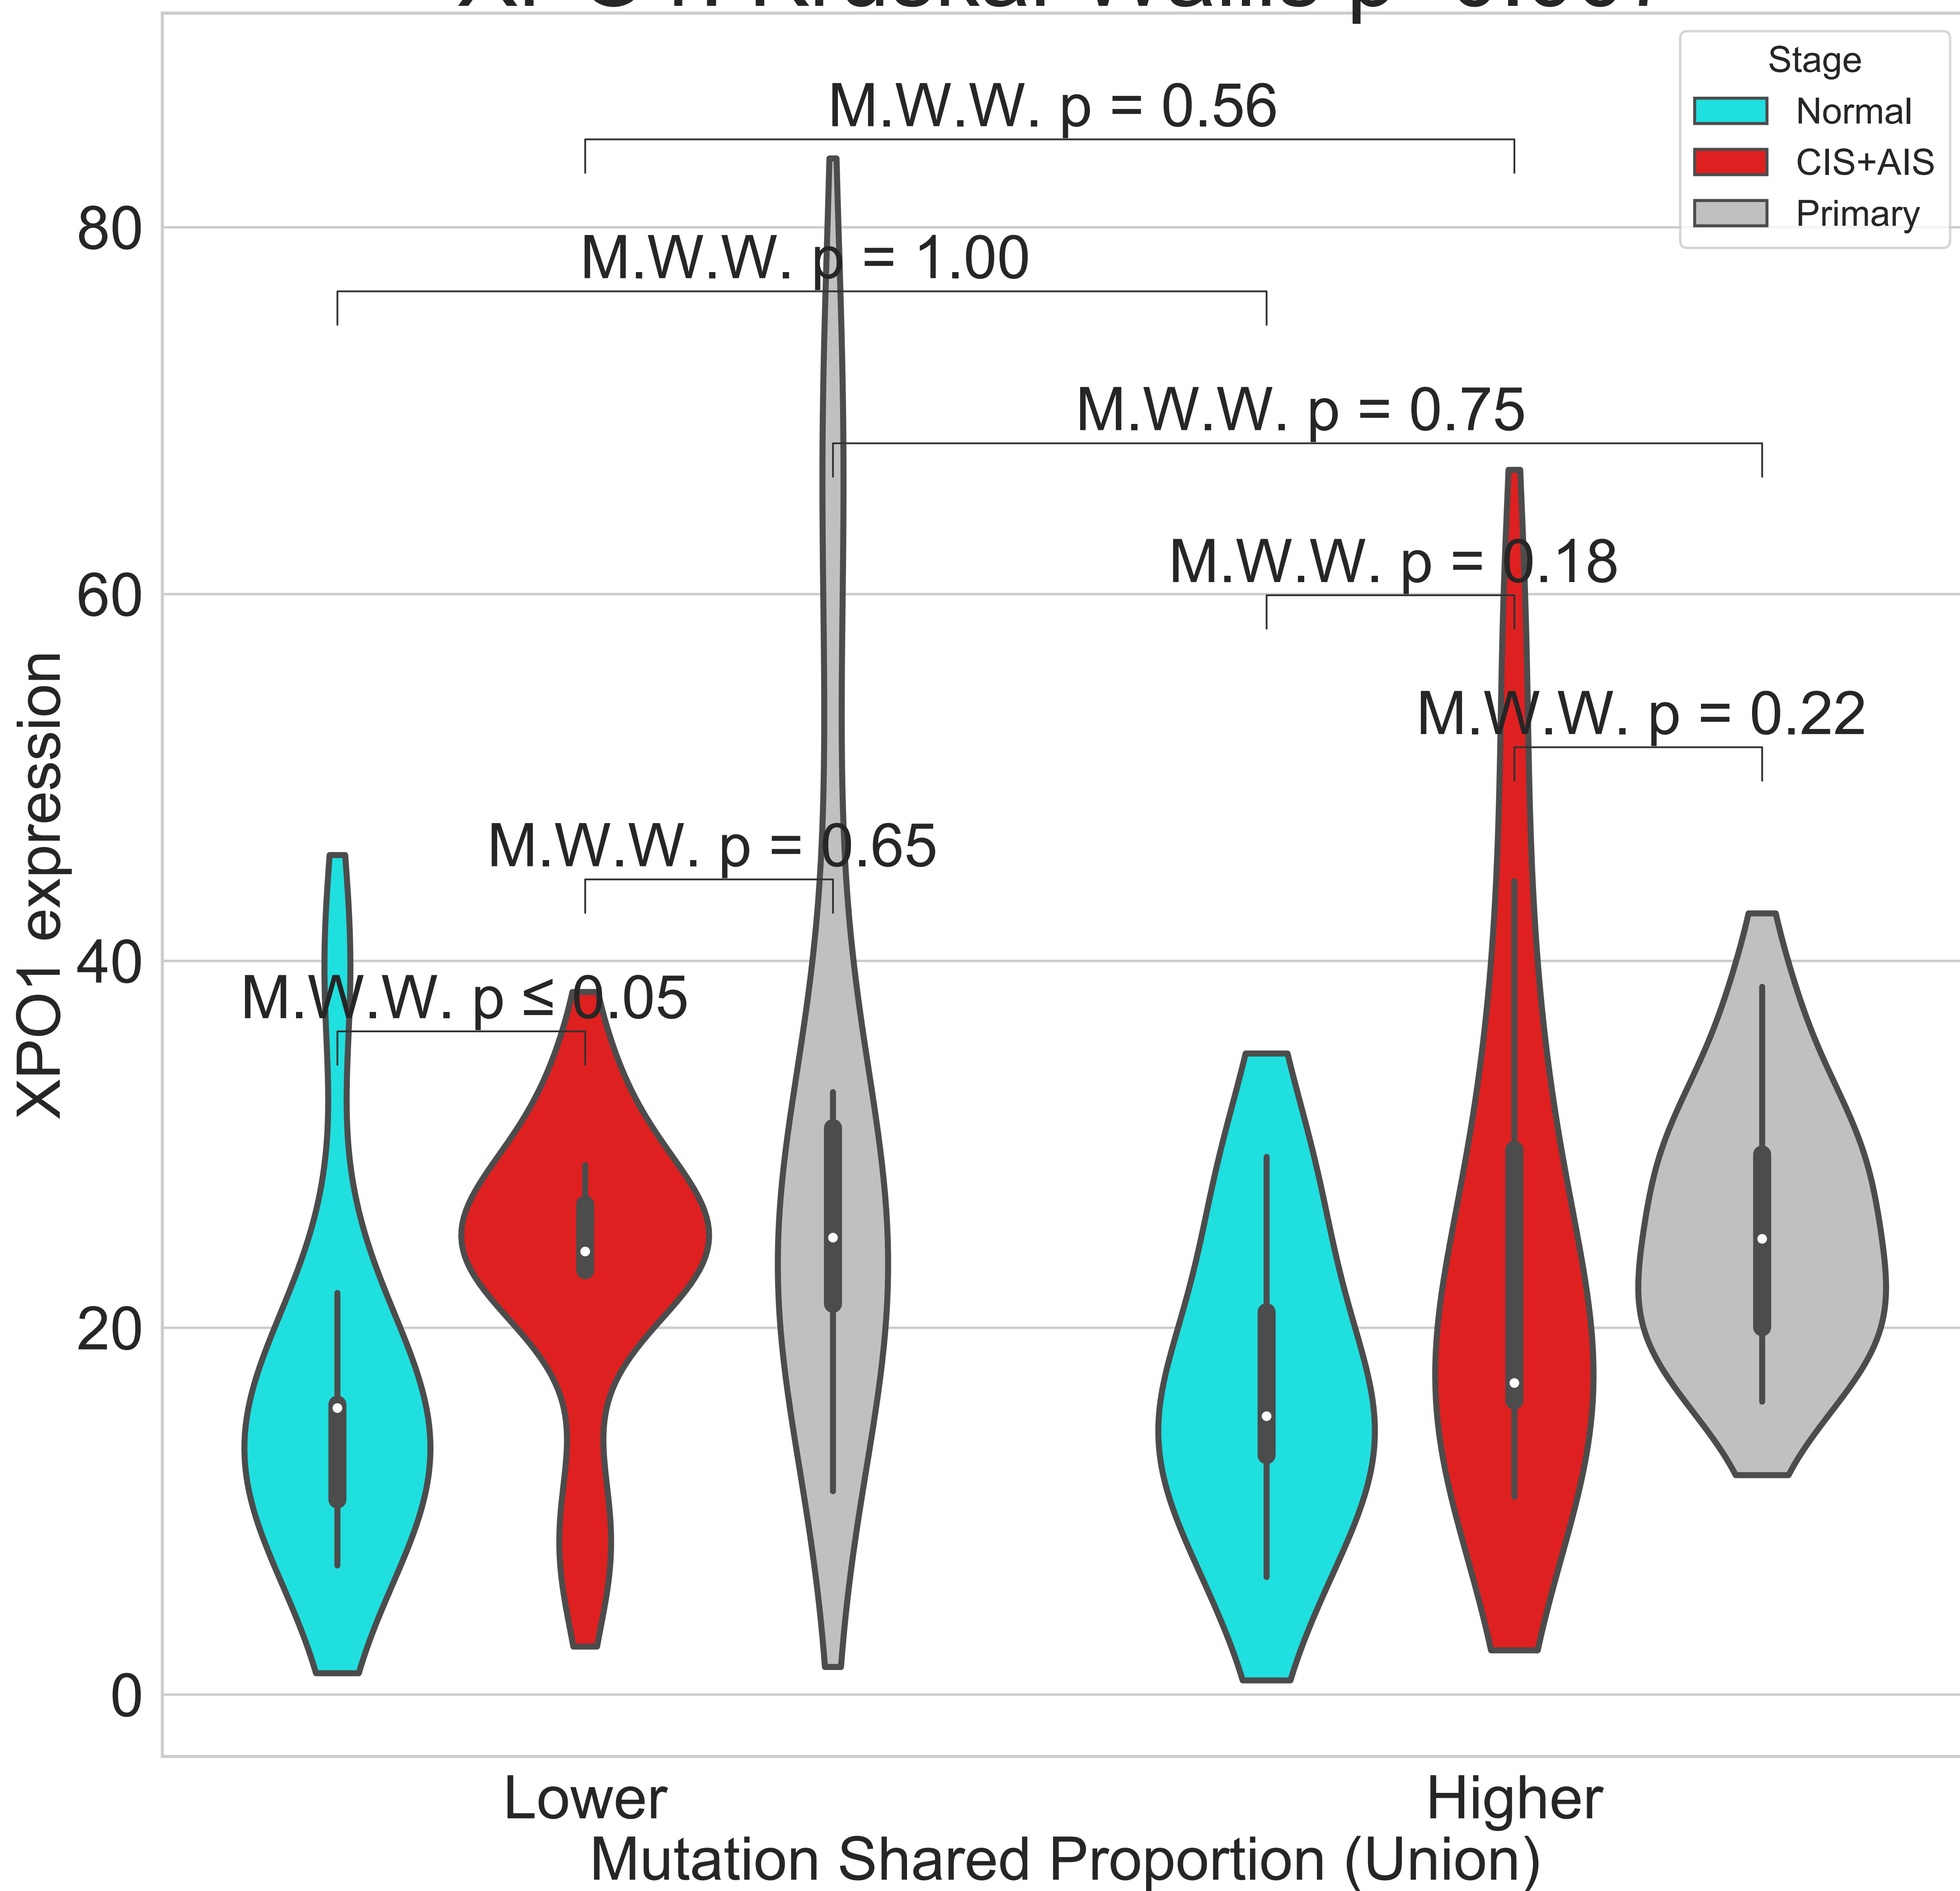 Stage
Normal
CIS+AIS
Primary
M.W.W. p = 0.56
M.W.W. p = 1.00
M.W.W. p = 0.75
M.W.W. p = 0.18
M.W.W. p = 0.22
M.W.W. p = 0.65
M.W.W. p ≤ 0.05
80
60
40
20
0
XPO1 expression
Lower
Higher
Mutation Shared Proportion (Union)